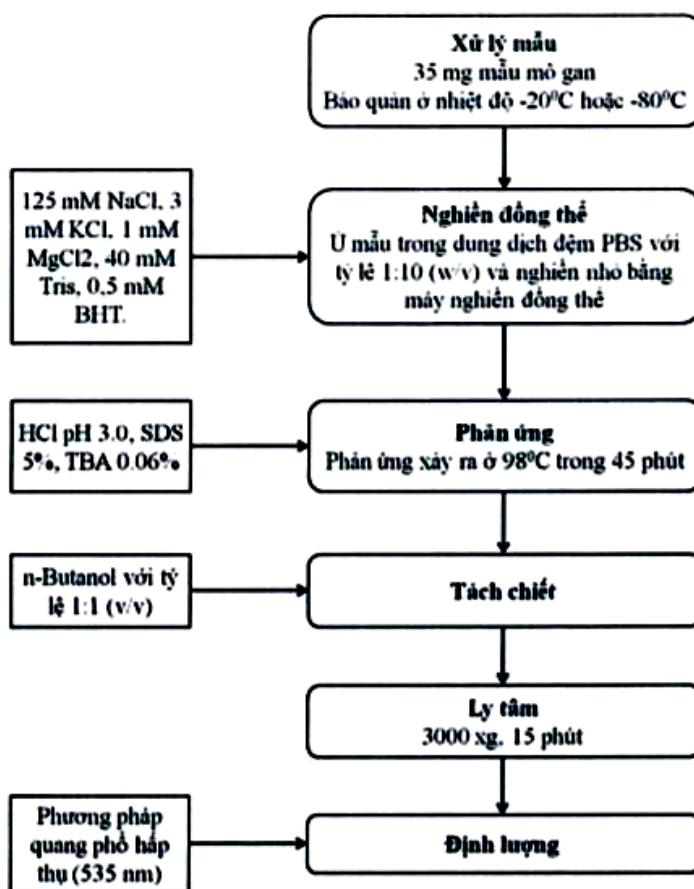 Xử lý mẫu
35 mg mẫu mô gan
Bảo quản ở nhiệt độ -20⁰C hoặc -80⁰C
125 mM NaCl, 3
mM KCl, 1 mM
MgCl2, 40 mM
Tris, 0,5 mM
BHT.
Nghiền đồng thể
Ủ mẫu trong dung dịch đệm PBS với
tỷ lệ 1:10 (w/v) và nghiền nhỏ bằng
máy nghiền đồng thể
HCl pH 3.0, SDS
5%, TBA 0.06%
Phản ứng
Phản ứng xảy ra ở 98⁰C trong 45 phút
n-Butanol với tỷ
lệ 1:1 (v/v)
Tách chiết
Ly tâm
3000 xg, 15 phút
Phương pháp
quang phổ hấp
thụ (535 nm)
Định lượng